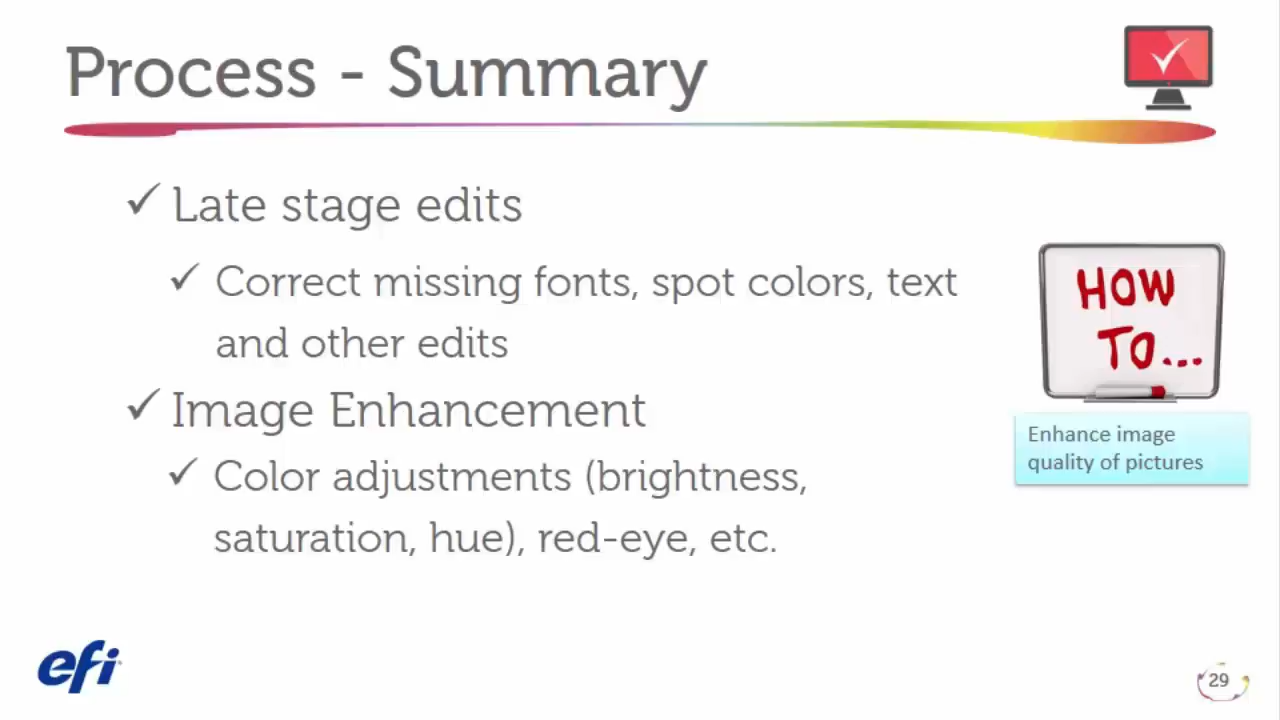 Process - Summary
✓ Late stage edits
✓ Correct missing fonts, spot colors, text
and other edits
✓ Image Enhancement
✓ Color adjustments (brightness,
saturation, hue), red-eye, etc.
HOW
TO...
Enhance image
quality of pictures
efi
29